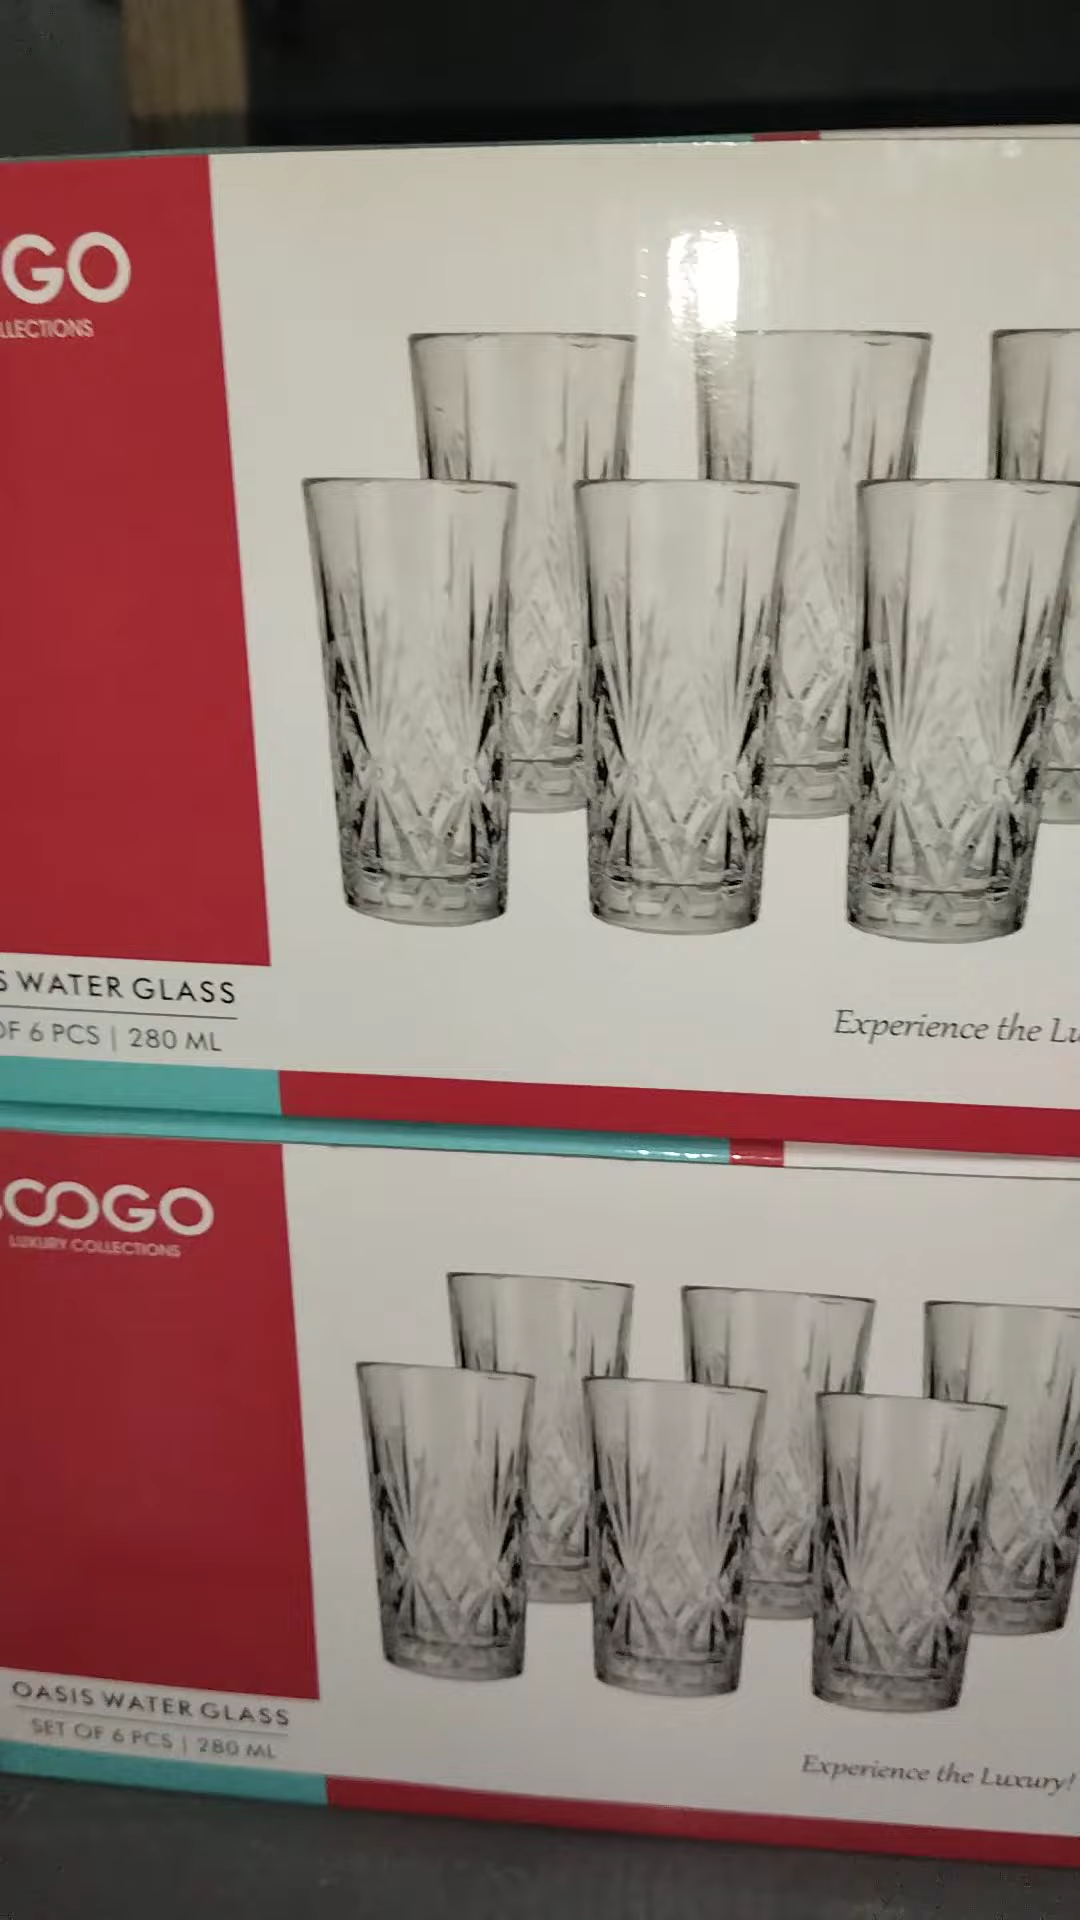 GO
LLECTIONS
S WATER GLASS
OF 6 PCS | 280 ML
Experience the Lu
OOGO
LUXURY COLLECTIONS
OASIS WATER GLASS
SET OF 6 PCS | 280 ML
Experience the Luxury!